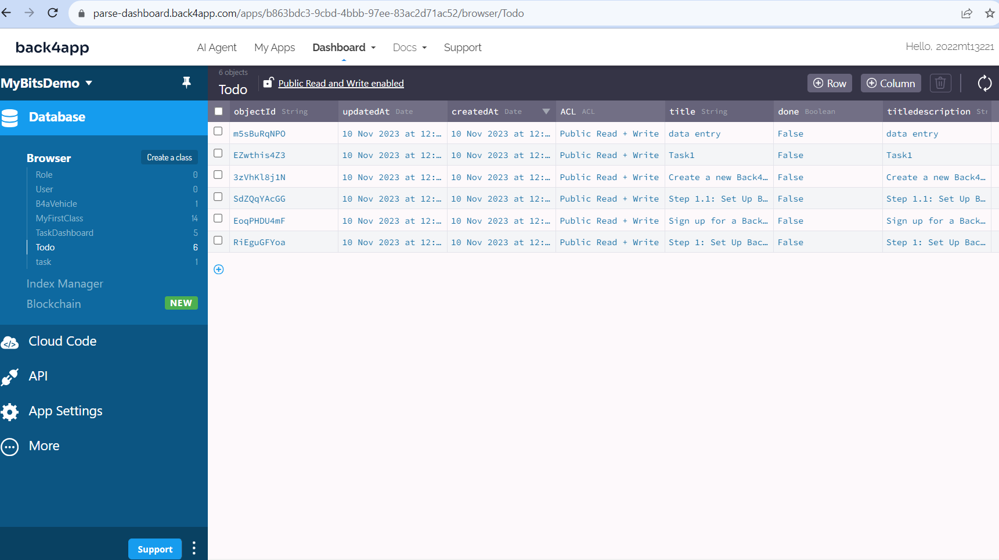 parse-dashboard.back4app.com/apps/b863bdc3-9cbd-4bbb-97ee-83ac2d71ac52/browser/Todo
back4app AI Agent My Apps Dashboard Docs Support Hello, 2022mt13221
MyBitsDemo
6 objects
Todo Public Read and Write enabled Row Column
Database
Browser Create a class
Role 0
User 0
B4aVehicle 1
MyFirstClass 14
TaskDashboard 5
Todo 6
task 1
Index Manager
Blockchain NEW
Cloud Code
API
App Settings
More
Support
objectId String updatedAt Date createdAt Date ACL ACL title String done Boolean titledescription Str
m5sBuRqNPO 10 Nov 2023 at 12:… 10 Nov 2023 at 12:… Public Read + Write data entry False data entry
EZwthis4Z3 10 Nov 2023 at 12:… 10 Nov 2023 at 12:… Public Read + Write Task1 False Task1
3zVhKl8j1N 10 Nov 2023 at 12:… 10 Nov 2023 at 12:… Public Read + Write Create a new Back4… False Create a new Back4…
SdZQqYAcGG 10 Nov 2023 at 12:… 10 Nov 2023 at 12:… Public Read + Write Step 1.1: Set Up B… False Step 1.1: Set Up B…
EoqPHDU4mF 10 Nov 2023 at 12:… 10 Nov 2023 at 12:… Public Read + Write Sign up for a Back… False Sign up for a Back…
RiEguGFYoa 10 Nov 2023 at 12:… 10 Nov 2023 at 12:… Public Read + Write Step 1: Set Up Bac… False Step 1: Set Up Bac…